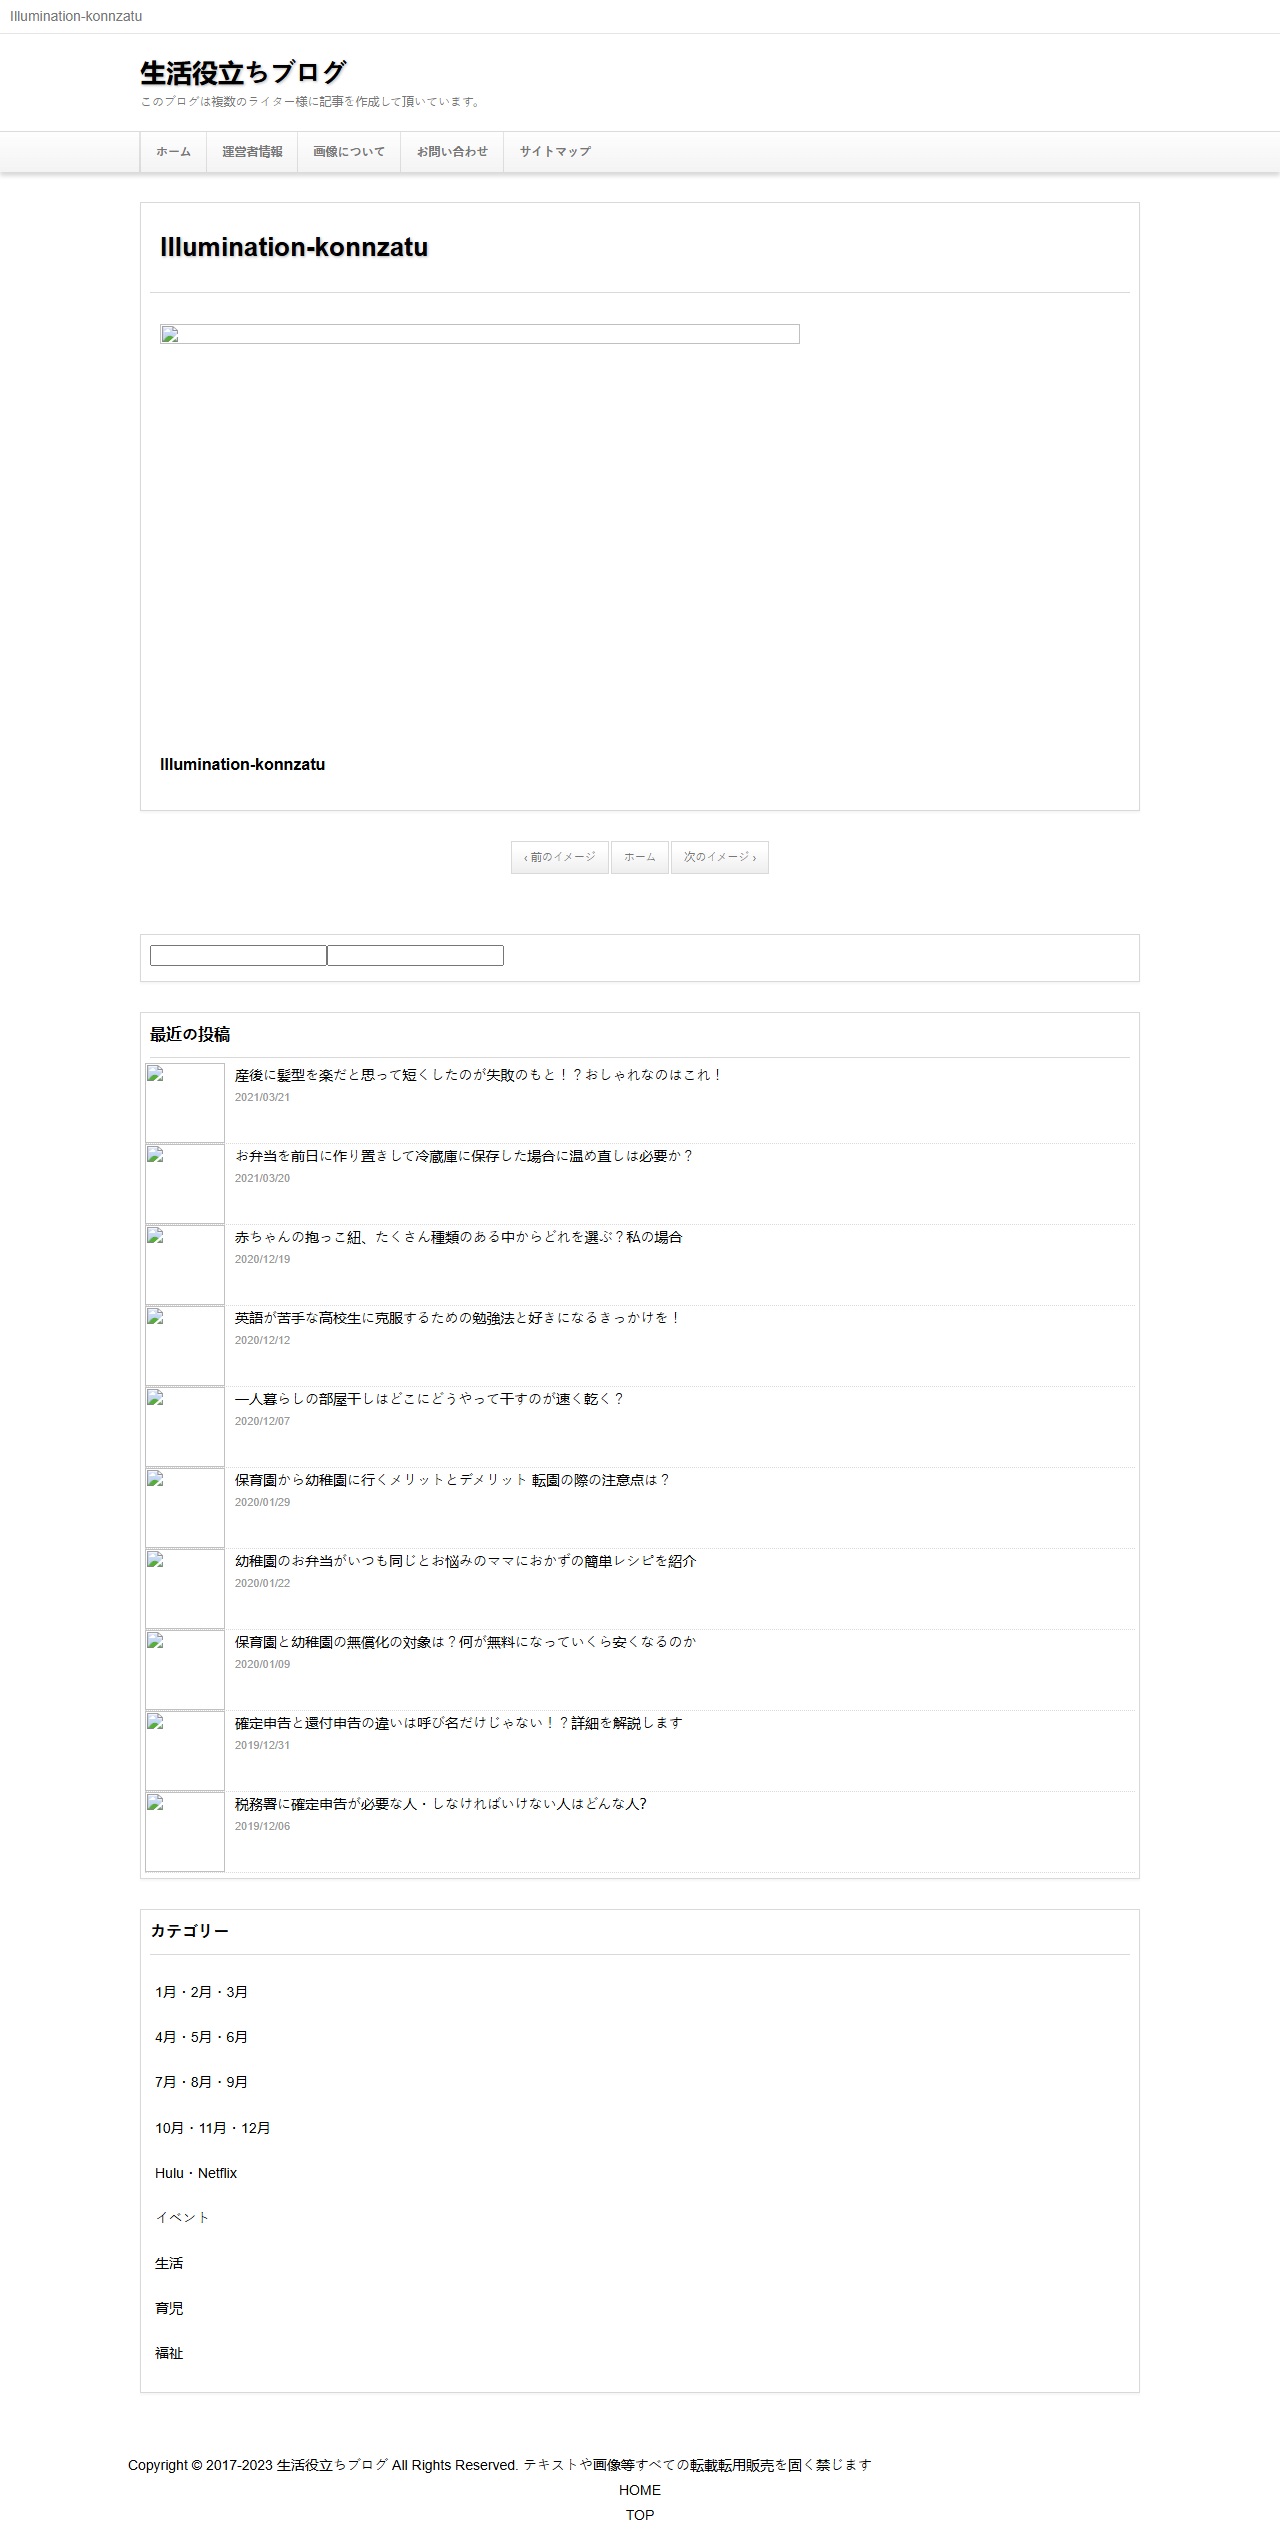 Illumination-konnzatu
生活役立ちブログ
このブログは複数のライター様に記事を作成して頂いています。
ホーム 運営者情報 画像について お問い合わせ サイトマップ
Illumination-konnzatu
Illumination-konnzatu
‹ 前のイメージ ホーム 次のイメージ ›
最近の投稿
産後に髪型を楽だと思って短くしたのが失敗のもと！？おしゃれなのはこれ！
2021/03/21
お弁当を前日に作り置きして冷蔵庫に保存した場合に温め直しは必要か？
2021/03/20
赤ちゃんの抱っこ紐、たくさん種類のある中からどれを選ぶ？私の場合
2020/12/19
英語が苦手な高校生に克服するための勉強法と好きになるきっかけを！
2020/12/12
一人暮らしの部屋干しはどこにどうやって干すのが速く乾く？
2020/12/07
保育園から幼稚園に行くメリットとデメリット 転園の際の注意点は？
2020/01/29
幼稚園のお弁当がいつも同じとお悩みのママにおかずの簡単レシピを紹介
2020/01/22
保育園と幼稚園の無償化の対象は？何が無料になっていくら安くなるのか
2020/01/09
確定申告と還付申告の違いは呼び名だけじゃない！？詳細を解説します
2019/12/31
税務署に確定申告が必要な人・しなければいけない人はどんな人?
2019/12/06
カテゴリー
1月・2月・3月
4月・5月・6月
7月・8月・9月
10月・11月・12月
Hulu・Netflix
イベント
生活
育児
福祉
Copyright © 2017-2023 生活役立ちブログ All Rights Reserved. テキストや画像等すべての転載転用販売を固く禁じます
HOME
TOP